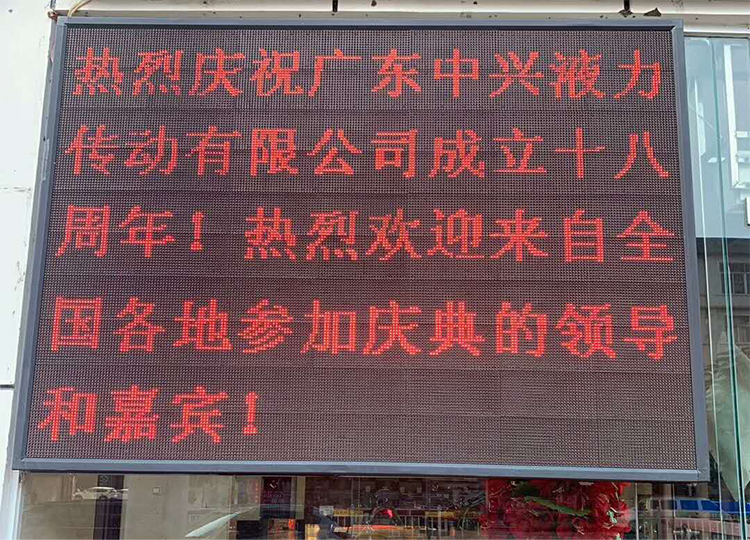 热烈庆祝广东中兴液力
传动有限公司成立十八
周年！热烈欢迎来自全
国各地参加庆典的领导
和嘉宾！